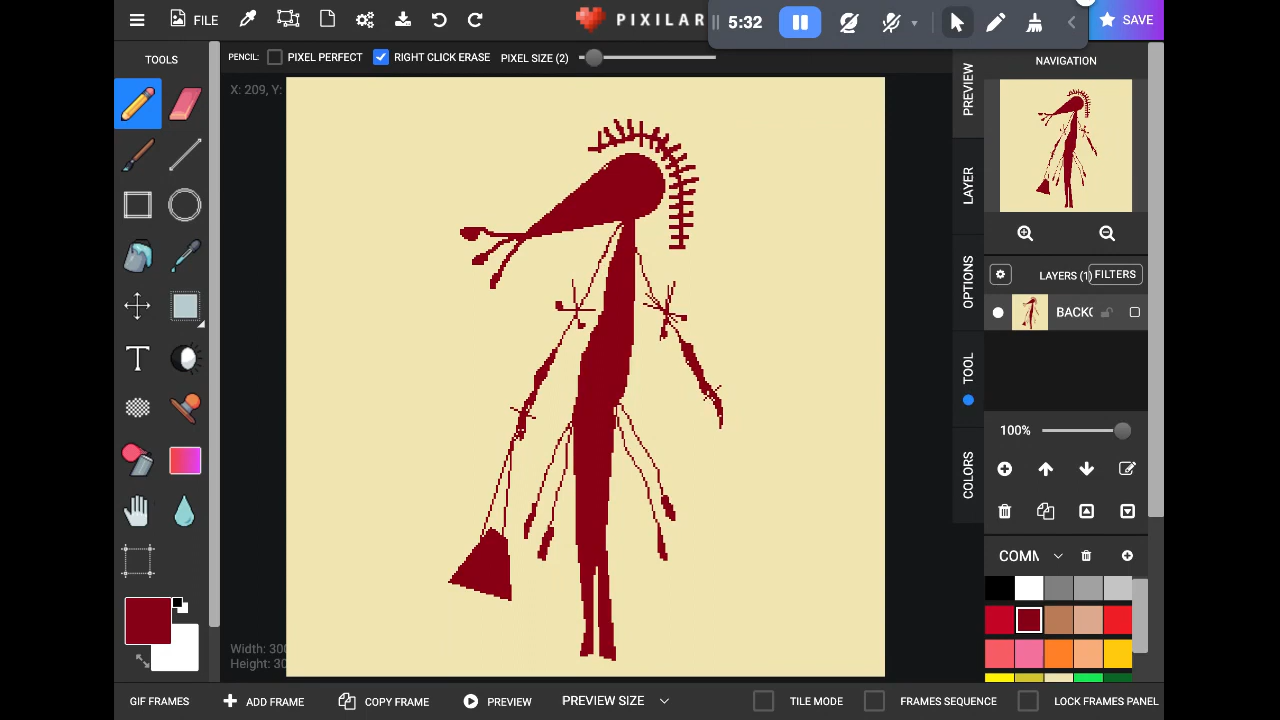 FILE
PIXILAR
5:32
SAVE
TOOLS
PENCIL:
PIXEL PERFECT
RIGHT CLICK ERASE
PIXEL SIZE (2)
X: 209, Y:
Width: 300
Height: 30
PREVIEW
LAYER
OPTIONS
TOOL
COLORS
NAVIGATION
LAYERS (1)
FILTERS
BACK
100%
COMM
GIF FRAMES
ADD FRAME
COPY FRAME
PREVIEW
PREVIEW SIZE
TILE MODE
FRAMES SEQUENCE
LOCK FRAMES PANEL